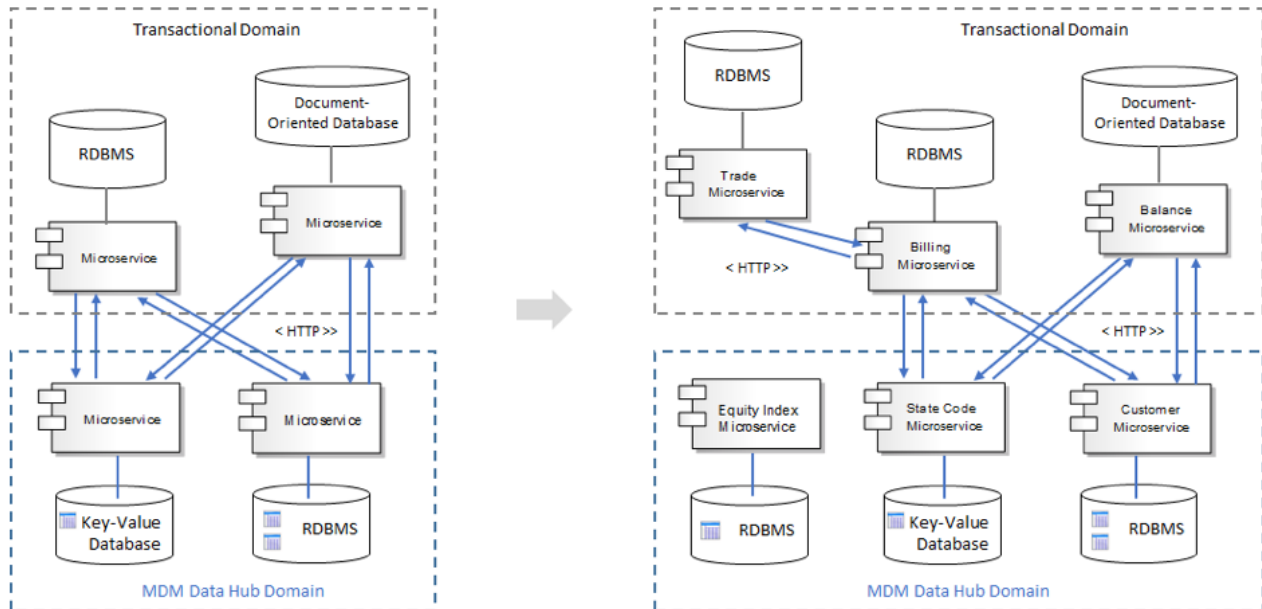 Transactional Domain
Document-
Oriented Database
RDBMS
Microservice
Microservice
< HTTP >>
Microservice
Microservice
Key-Value
Database
RDBMS
MDM Data Hub Domain
Transactional Domain
RDBMS
Document-
Oriented Database
RDBMS
Trade
Microservice
Balance
Microservice
Billing
Microservice
< HTTP >>
< HTTP >>
Equity Index
Microservice
State Code
Microservice
Customer
Microservice
RDBMS
Key-Value
Database
RDBMS
MDM Data Hub Domain